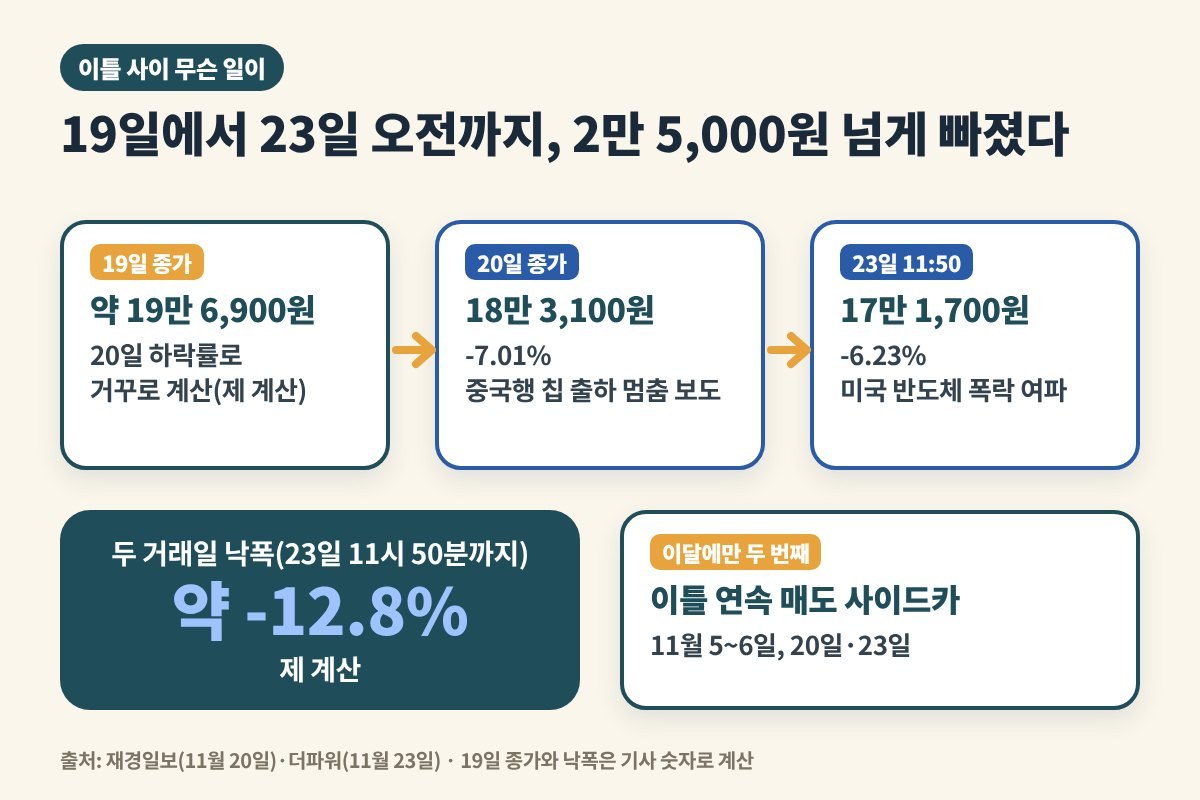 이틀 사이 무슨 일이
19일에서 23일 오전까지, 2만 5,000원 넘게 빠졌다
19일 종가
약 19만 6,900원
20일 하락률로
거꾸로 계산(제 계산)
20일 종가
18만 3,100원
-7.01%
중국행 칩 출하 멈춤 보도
23일 11:50
17만 1,700원
-6.23%
미국 반도체 폭락 여파
두 거래일 낙폭(23일 11시 50분까지)
약 -12.8%
제 계산
이달에만 두 번째
이틀 연속 매도 사이드카
11월 5~6일, 20일·23일
출처: 재경일보(11월 20일)·더파워(11월 23일) · 19일 종가와 낙폭은 기사 숫자로 계산